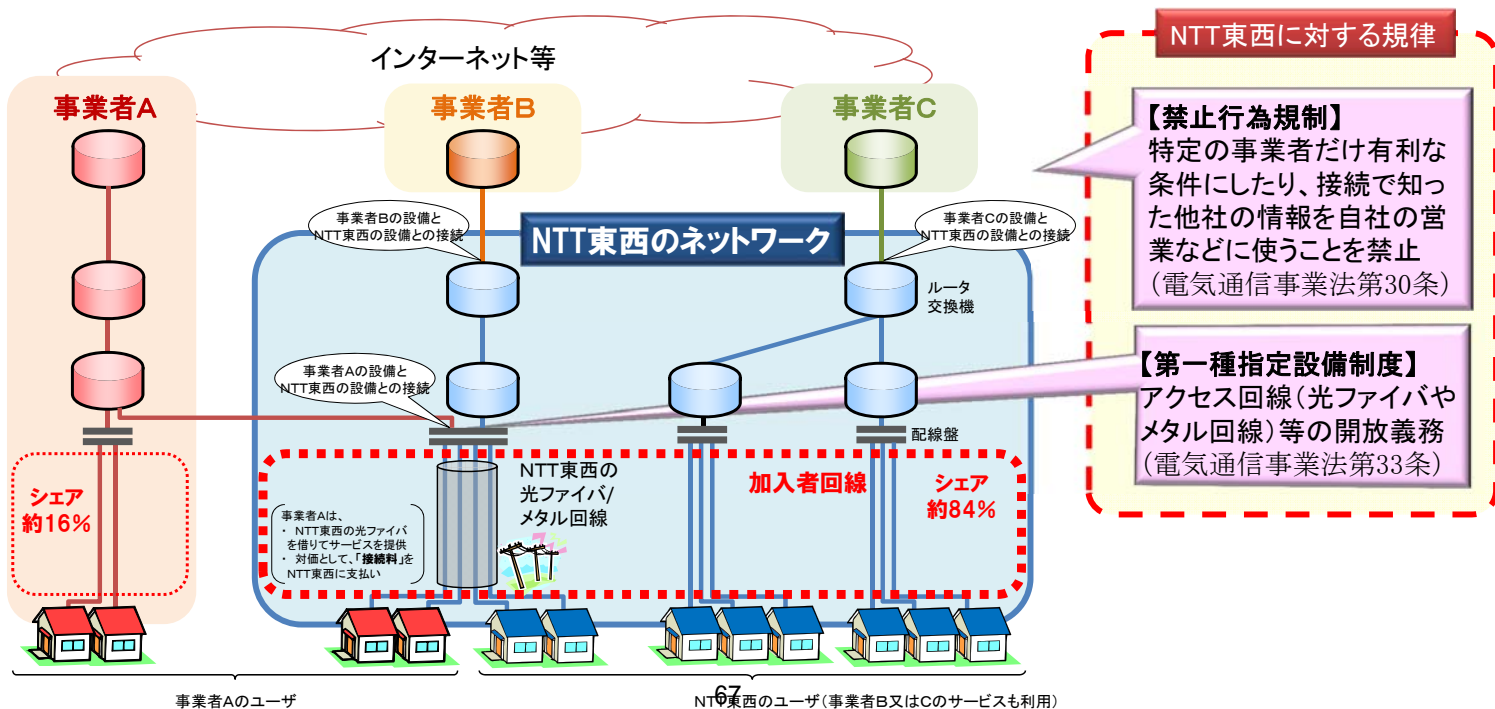 インターネット等
事業者A
事業者B
事業者C
事業者Bの設備と
NTT東西の設備との接続
事業者Cの設備と
NTT東西の設備との接続
NTT東西のネットワーク
ルータ
交換機
事業者Aの設備と
NTT東西の設備との接続
配線盤
シェア
約16%
NTT東西の
光ファイバ/
メタル回線
加入者回線
シェア
約84%
事業者Aは、
・ NTT東西の光ファイバ
を借りてサービスを提供
・ 対価として、「接続料」を
NTT東西に支払い
事業者Aのユーザ
NTT東西のユーザ(事業者B又はCのサービスも利用)
67
NTT東西に対する規律
【禁止行為規制】
特定の事業者だけ有利な
条件にしたり、接続で知っ
た他社の情報を自社の営
業などに使うことを禁止
(電気通信事業法第30条)
【第一種指定設備制度】
アクセス回線(光ファイバや
メタル回線)等の開放義務
(電気通信事業法第33条)